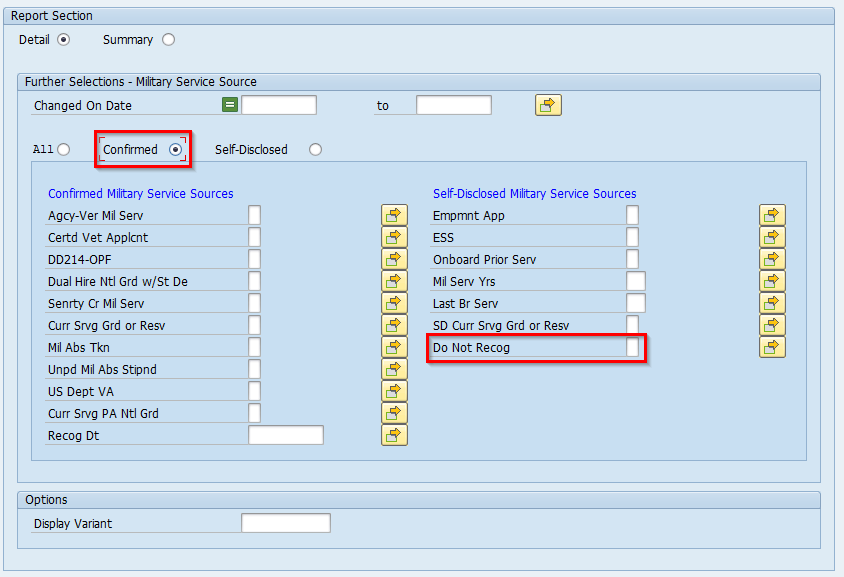 Report Section
Detail Summary
Further Selections - Military Service Source
Changed On Date = to
All Confirmed Self-Disclosed
Confirmed Military Service Sources Self-Disclosed Military Service Sources
Agcy-Ver Mil Serv Empmnt App
Certd Vet Applcnt ESS
DD214-OPF Onboard Prior Serv
Dual Hire Ntl Grd w/St De Mil Serv Yrs
Senrty Cr Mil Serv Last Br Serv
Curr Srvg Grd or Resv SD Curr Srvg Grd or Resv
Mil Abs Tkn Do Not Recog
Unpd Mil Abs Stipnd
US Dept VA
Curr Srvg PA Ntl Grd
Recog Dt
Options
Display Variant